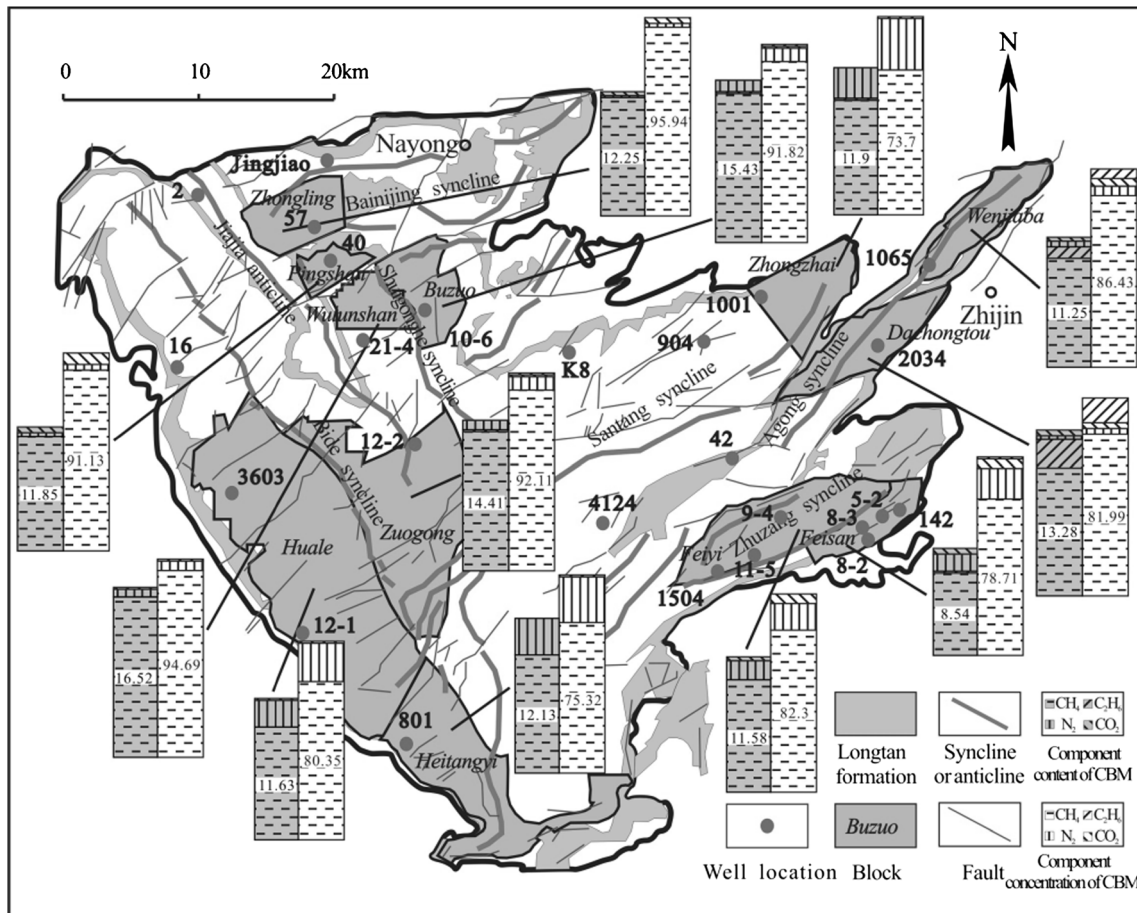 0 10 20km
N
Nayong
Jingjiao
2
Zhongling
Bainijing syncline
57
40
Pingshan
Jiajia anticline
Shuigonghe syncline
Buzuo
Wulunshan
21-4
10-6
16
K8
904
1001
Zhongzhai
1065
Wenjiaba
Zhijin
Dachongtou
2034
Santang syncline
Agong syncline
12-2
Bide syncline
3603
Huale
Zuogong
42
4124
9-4
Zhuzang syncline
5-2
8-3
142
Feiyi
Feisan
11-5
8-2
1504
12-1
801
Heitangyi
12.25
95.94
15.43
91.82
11.9
73.7
11.25
86.43
11.85
91.13
14.41
92.11
13.28
81.99
8.54
78.71
16.52
94.69
11.63
80.35
12.13
75.32
11.58
82.3
Longtan
formation
Syncline
or anticline
CH₄ C₂H₆
N₂ CO₂
Component
content of CBM
Well location
Buzuo
Block
Fault
CH₄ C₂H₆
N₂ CO₂
Component
concentration of CBM